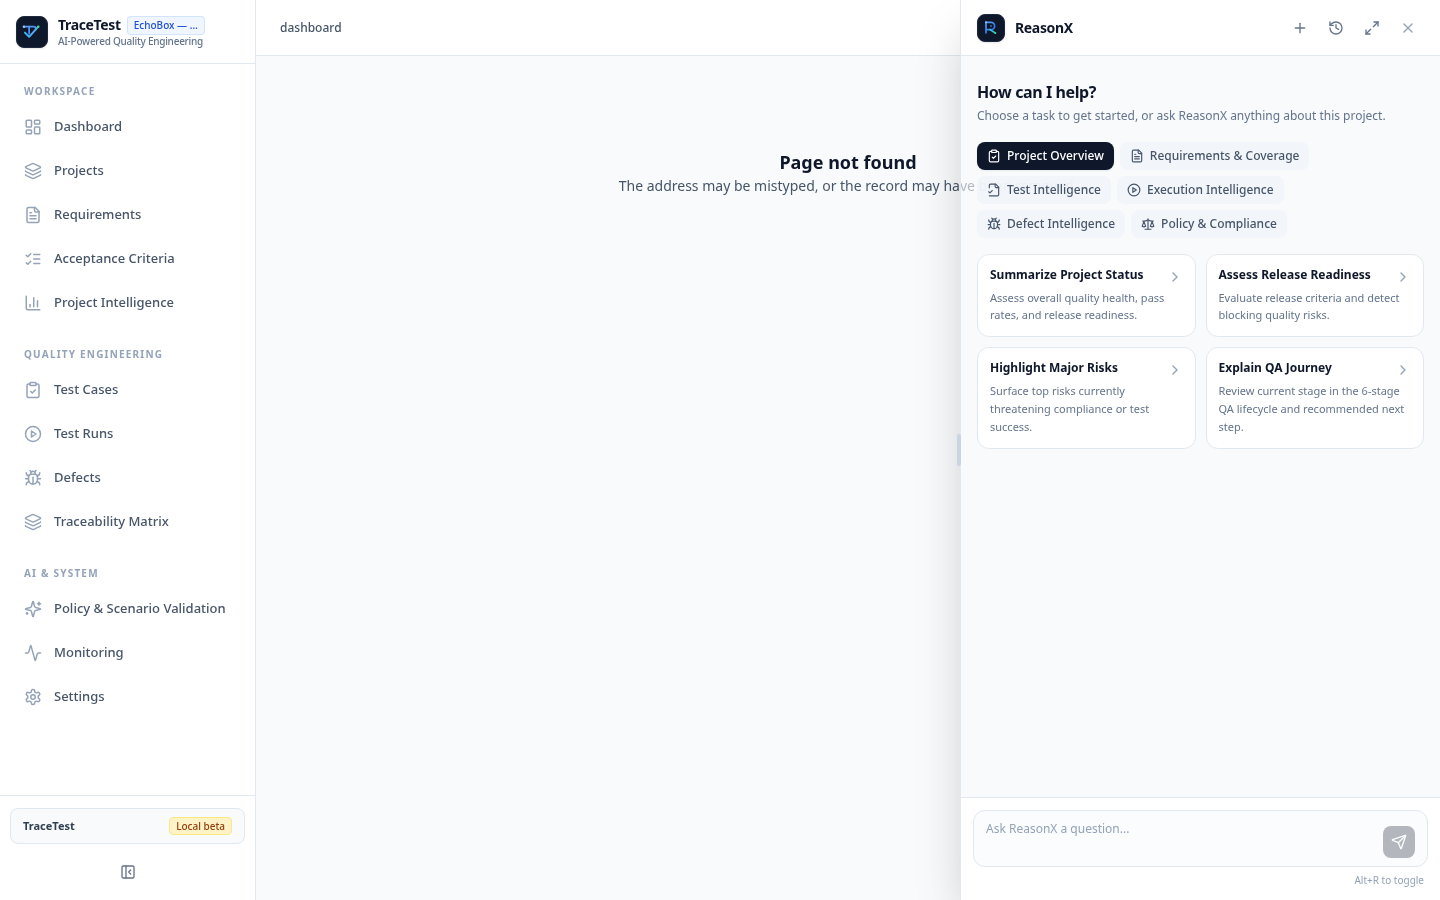 TraceTest
EchoBox — ...
AI-Powered Quality Engineering
WORKSPACE
Dashboard
Projects
Requirements
Acceptance Criteria
Project Intelligence
QUALITY ENGINEERING
Test Cases
Test Runs
Defects
Traceability Matrix
AI & SYSTEM
Policy & Scenario Validation
Monitoring
Settings
TraceTest
Local beta
dashboard
Page not found
The address may be mistyped, or the record may have
ReasonX
How can I help?
Choose a task to get started, or ask ReasonX anything about this project.
Project Overview
Requirements & Coverage
Test Intelligence
Execution Intelligence
Defect Intelligence
Policy & Compliance
Summarize Project Status
Assess overall quality health, pass
rates, and release readiness.
Assess Release Readiness
Evaluate release criteria and detect
blocking quality risks.
Highlight Major Risks
Surface top risks currently
threatening compliance or test
success.
Explain QA Journey
Review current stage in the 6-stage
QA lifecycle and recommended next
step.
Ask ReasonX a question...
Alt+R to toggle